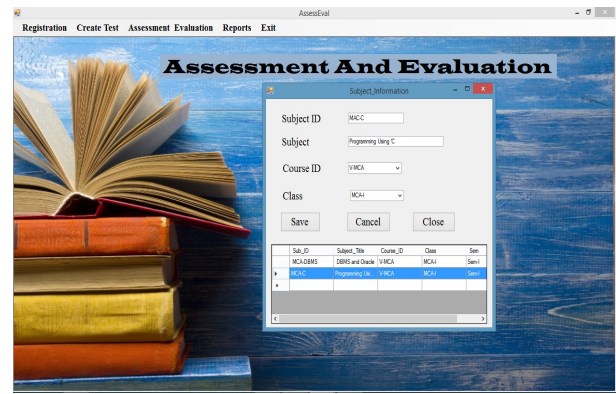 AssessEval
Registration Create Test Assessment Evaluation Reports Exit
Assessment And Evaluation
Subject_Information
Subject ID MAC-C
Subject Programming Using 'C
Course ID V-MCA
Class MCA-I
Save Cancel Close
Sub_ID Subject_Title Course_ID Class Sem
MCA-DBMS DBMS and Oracle V-MCA MCA-I Sem-I
MCA-C Programming Usi... V-MCA MCA-I Sem-I